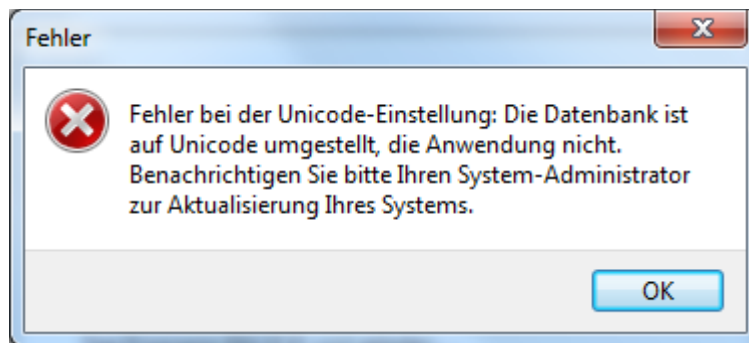 Fehler
Fehler bei der Unicode-Einstellung: Die Datenbank ist
auf Unicode umgestellt, die Anwendung nicht.
Benachrichtigen Sie bitte Ihren System-Administrator
zur Aktualisierung Ihres Systems.
OK